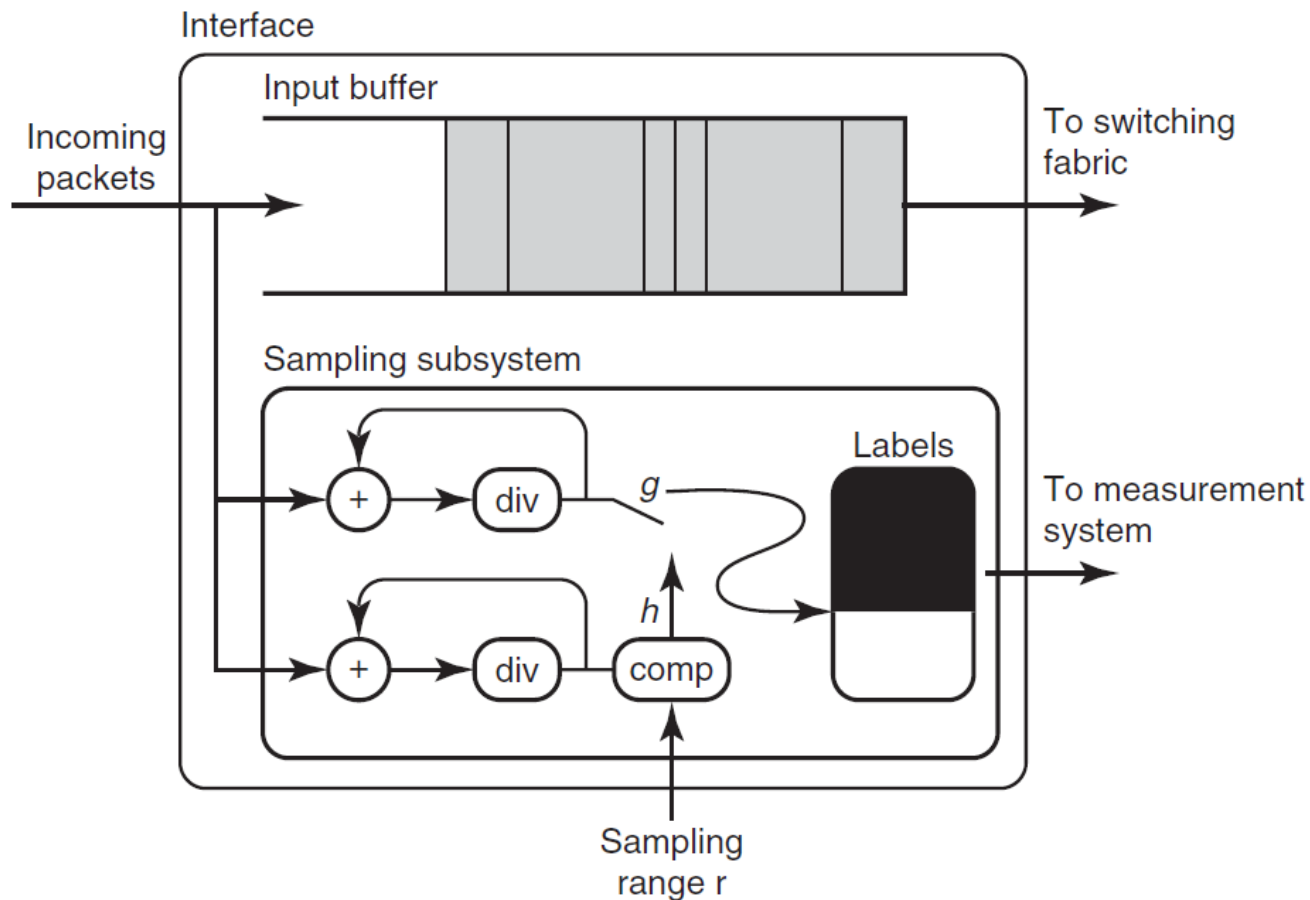 Interface
Input buffer
Incoming
packets
To switching
fabric
Sampling subsystem
Labels
+
div
g
To measurement
system
h
+
div
comp
Sampling
range r